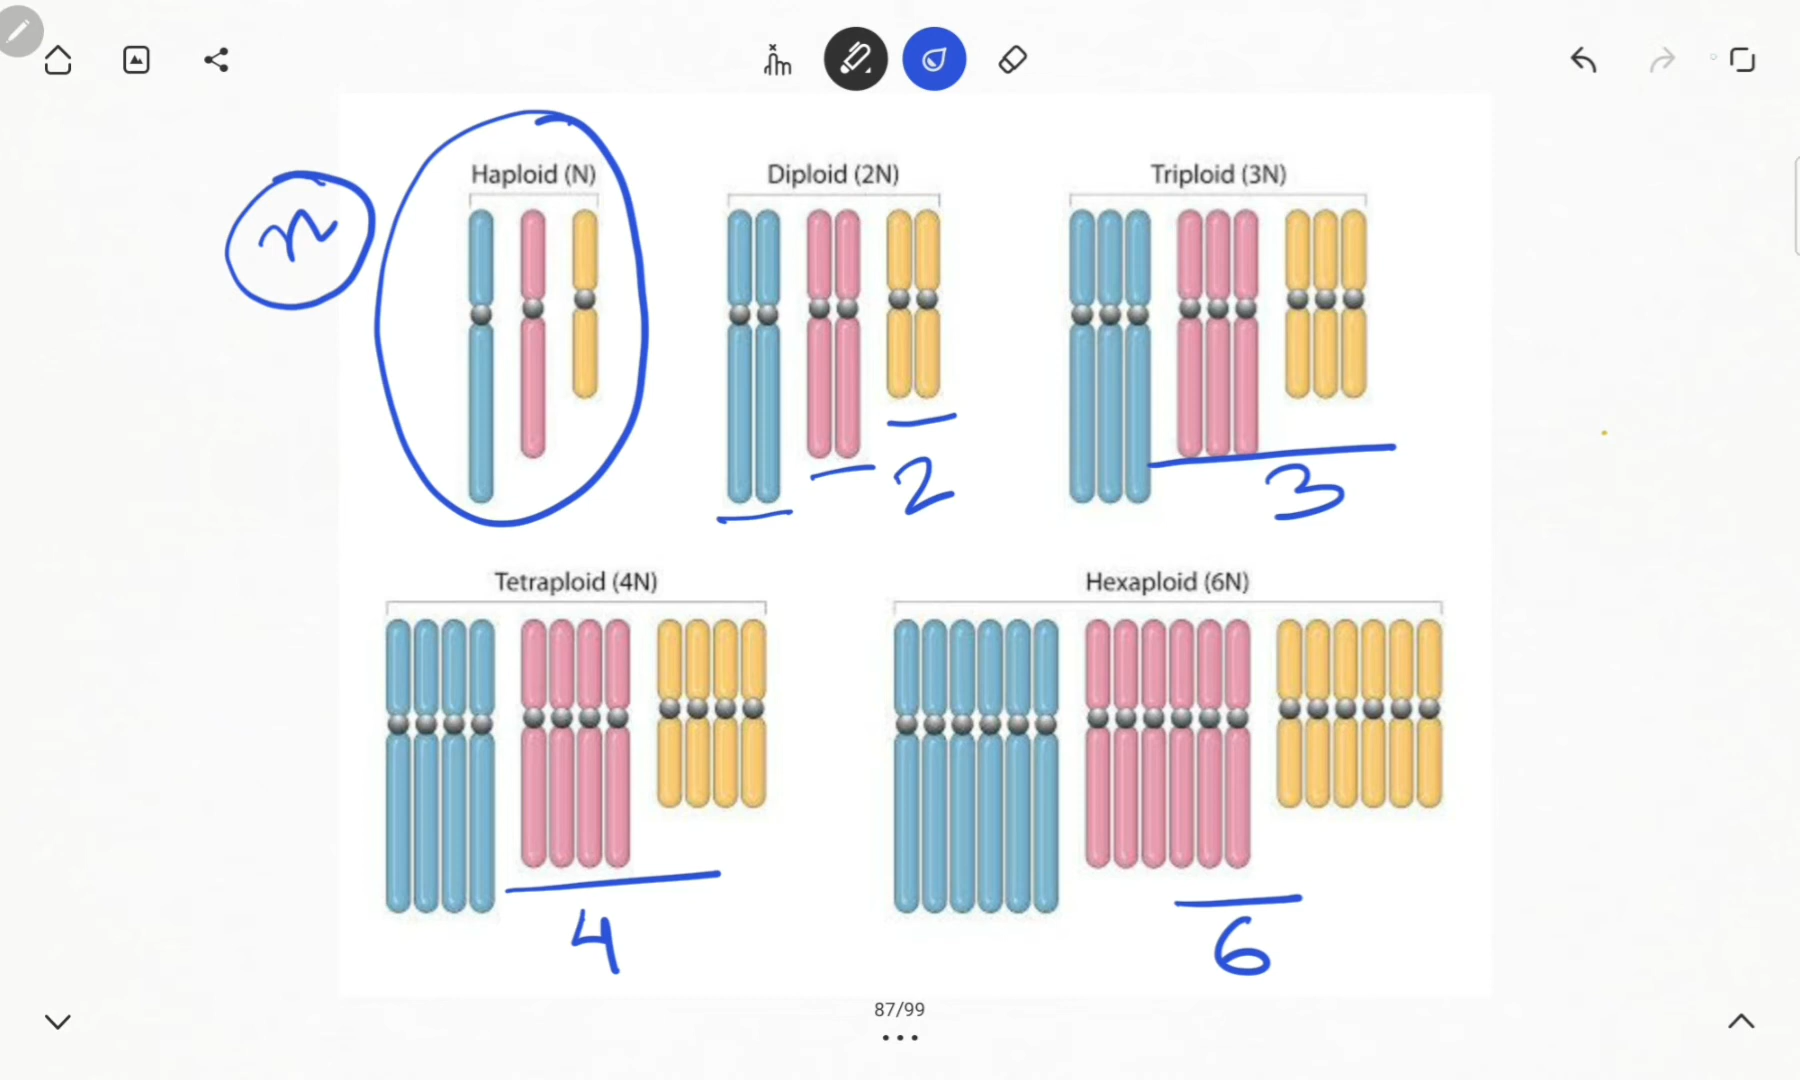 Haploid (N)
Diploid (2N)
Triploid (3N)
n
2
3
Tetraploid (4N)
Hexaploid (6N)
4
6
87/99